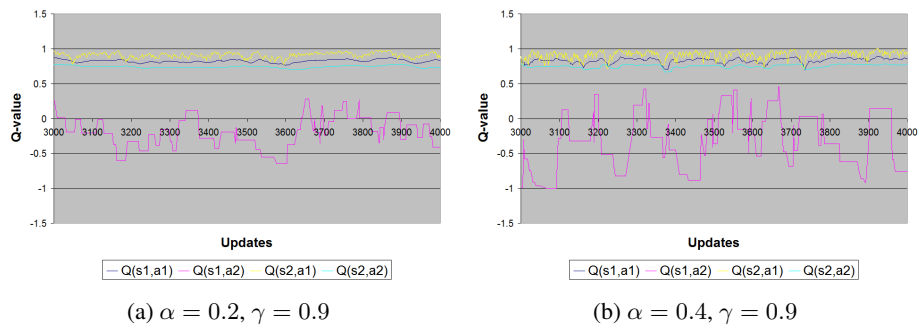 1.5
1
0.5
0
-0.5
-1
-1.5
Q-value
3000 3100 3200 3300 3400 3500 3600 3700 3800 3900 4000
Updates
Q(s1,a1) Q(s1,a2) Q(s2,a1) Q(s2,a2)
(a) α = 0.2, γ = 0.9
1.5
1
0.5
0
-0.5
-1
-1.5
Q-value
3000 3100 3200 3300 3400 3500 3600 3700 3800 3900 4000
Updates
Q(s1,a1) Q(s1,a2) Q(s2,a1) Q(s2,a2)
(b) α = 0.4, γ = 0.9